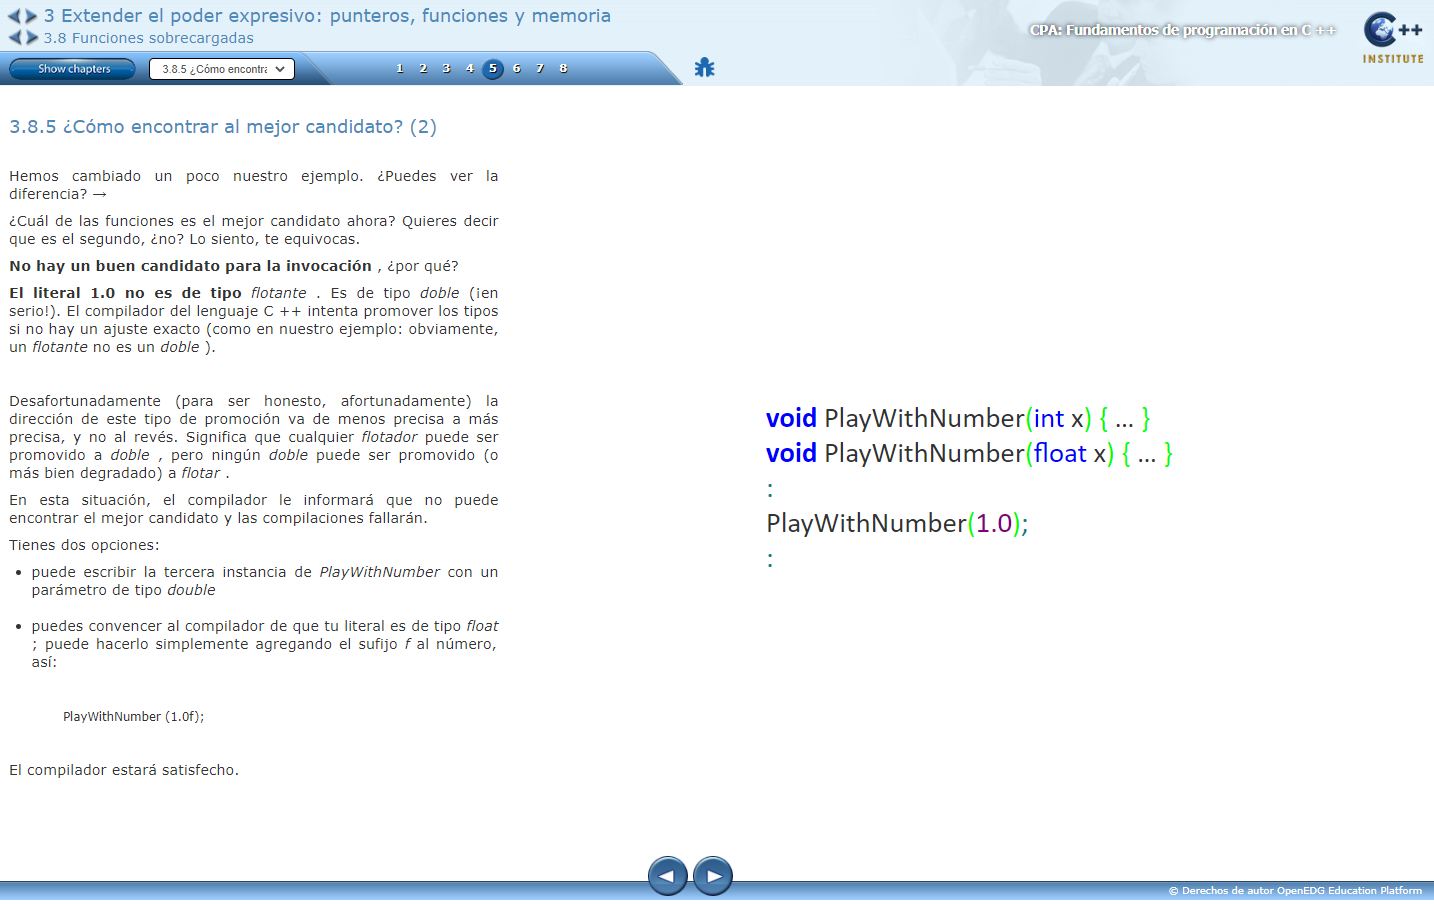 3 Extender el poder expresivo: punteros, funciones y memoria
3.8 Funciones sobrecargadas
CPA: Fundamentos de programación en C ++
C++
INSTITUTE
Show chapters
3.8.5 ¿Cómo encontra
1 2 3 4 5 6 7 8
3.8.5 ¿Cómo encontrar al mejor candidato? (2)
Hemos cambiado un poco nuestro ejemplo. ¿Puedes ver la
diferencia? →
¿Cuál de las funciones es el mejor candidato ahora? Quieres decir
que es el segundo, ¿no? Lo siento, te equivocas.
No hay un buen candidato para la invocación , ¿por qué?
El literal 1.0 no es de tipo flotante . Es de tipo doble (¡en
serio!). El compilador del lenguaje C ++ intenta promover los tipos
si no hay un ajuste exacto (como en nuestro ejemplo: obviamente,
un flotante no es un doble ).
Desafortunadamente (para ser honesto, afortunadamente) la
dirección de este tipo de promoción va de menos precisa a más
precisa, y no al revés. Significa que cualquier flotador puede ser
promovido a doble , pero ningún doble puede ser promovido (o
más bien degradado) a flotar .
En esta situación, el compilador le informará que no puede
encontrar el mejor candidato y las compilaciones fallarán.
Tienes dos opciones:
• puede escribir la tercera instancia de PlayWithNumber con un
parámetro de tipo double
• puedes convencer al compilador de que tu literal es de tipo float
; puede hacerlo simplemente agregando el sufijo f al número,
así:
PlayWithNumber (1.0f);
El compilador estará satisfecho.
void PlayWithNumber(int x) { ... }
void PlayWithNumber(float x) { ... }
:
PlayWithNumber(1.0);
:
© Derechos de autor OpenEDG Education Platform